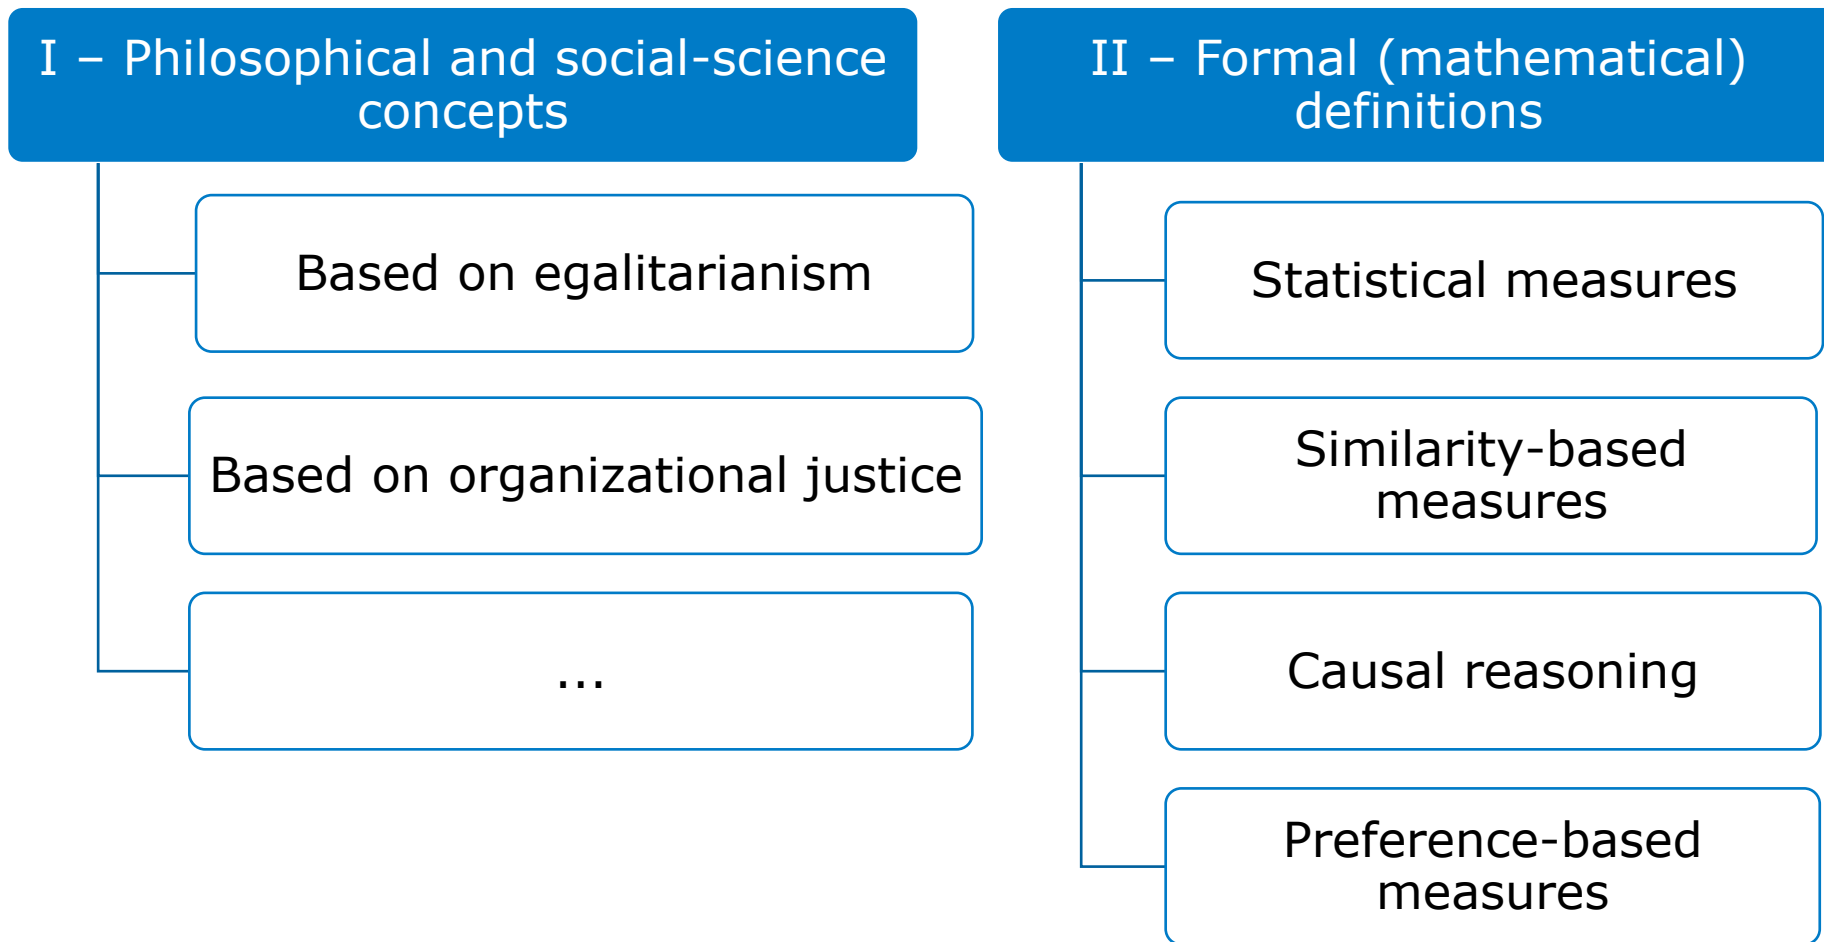 I – Philosophical and social-science
concepts
Based on egalitarianism
Based on organizational justice
...
II – Formal (mathematical)
definitions
Statistical measures
Similarity-based
measures
Causal reasoning
Preference-based
measures